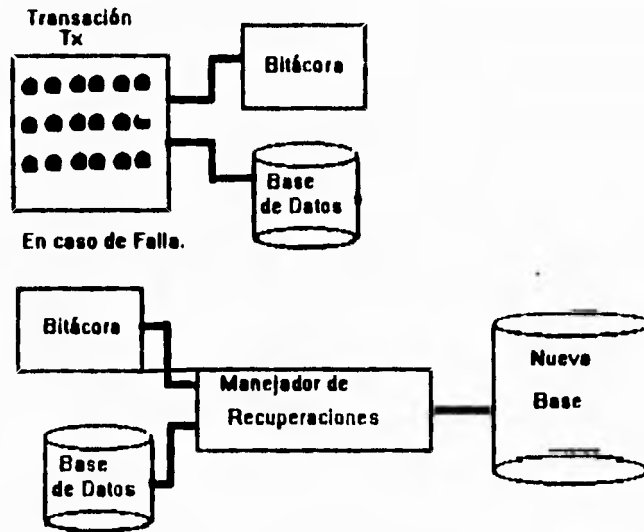 Transación
Tx
Bitácora
Base
de Datos
En caso de Falla.
Bitácora
Manejador de
Recuperaciones
Nueva
Base
Base
de Datos